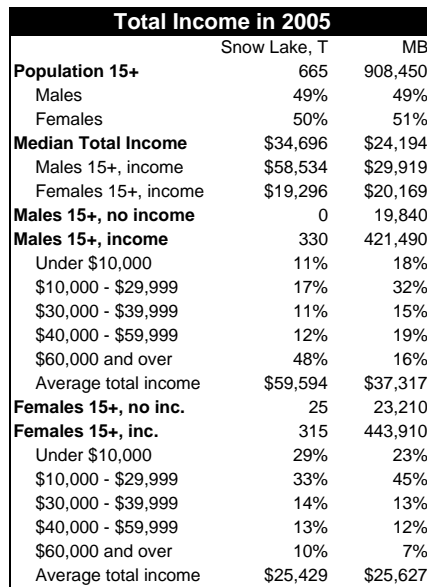 Total Income in 2005
Snow Lake, T MB
Population 15+ 665 908,450
Males 49% 49%
Females 50% 51%
Median Total Income $34,696 $24,194
Males 15+, income $58,534 $29,919
Females 15+, income $19,296 $20,169
Males 15+, no income 0 19,840
Males 15+, income 330 421,490
Under $10,000 11% 18%
$10,000 - $29,999 17% 32%
$30,000 - $39,999 11% 15%
$40,000 - $59,999 12% 19%
$60,000 and over 48% 16%
Average total income $59,594 $37,317
Females 15+, no inc. 25 23,210
Females 15+, inc. 315 443,910
Under $10,000 29% 23%
$10,000 - $29,999 33% 45%
$30,000 - $39,999 14% 13%
$40,000 - $59,999 13% 12%
$60,000 and over 10% 7%
Average total income $25,429 $25,627